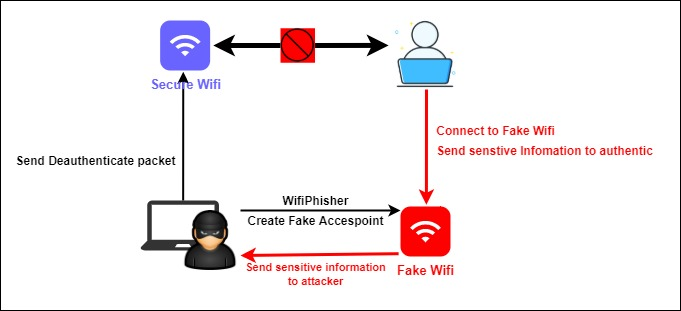 Secure Wifi
Connect to Fake Wifi
Send senstive Infomation to authentic
Send Deauthenticate packet
WifiPhisher
Create Fake Accespoint
Send sensitive information
to attacker
Fake Wifi